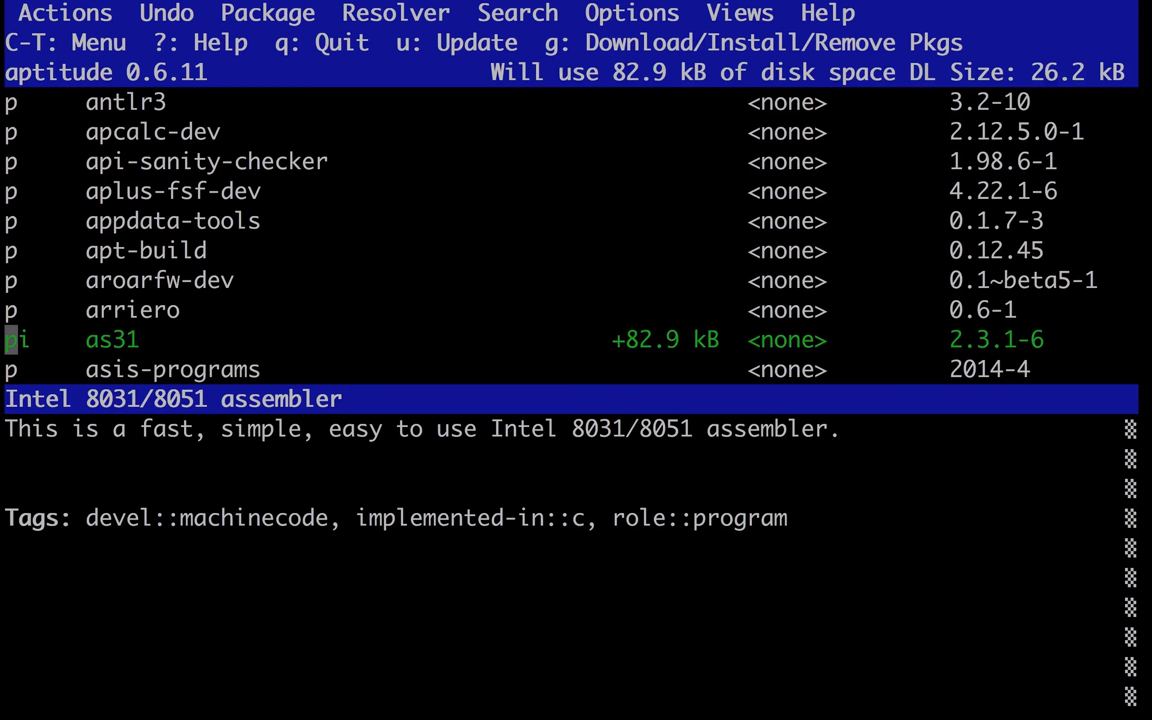 Actions Undo Package Resolver Search Options Views Help
C-T: Menu ?: Help q: Quit u: Update g: Download/Install/Remove Pkgs
aptitude 0.6.11 Will use 82.9 kB of disk space DL Size: 26.2 kB
p antlr3 <none> 3.2-10
p apcalc-dev <none> 2.12.5.0-1
p api-sanity-checker <none> 1.98.6-1
p aplus-fsf-dev <none> 4.22.1-6
p appdata-tools <none> 0.1.7-3
p apt-build <none> 0.12.45
p aroarfw-dev <none> 0.1~beta5-1
p arriero <none> 0.6-1
pi as31 +82.9 kB <none> 2.3.1-6
p asis-programs <none> 2014-4
Intel 8031/8051 assembler
This is a fast, simple, easy to use Intel 8031/8051 assembler.
Tags: devel::machinecode, implemented-in::c, role::program